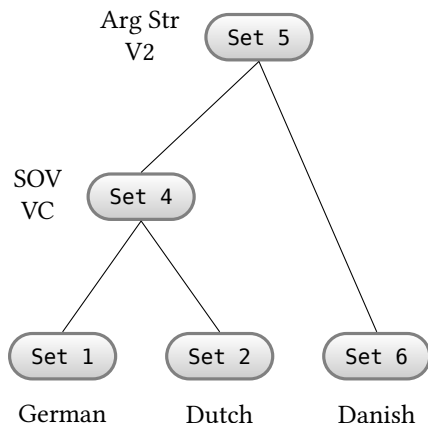 Arg Str
V2
Set 5
SOV
VC
Set 4
Set 1
Set 2
Set 6
German
Dutch
Danish